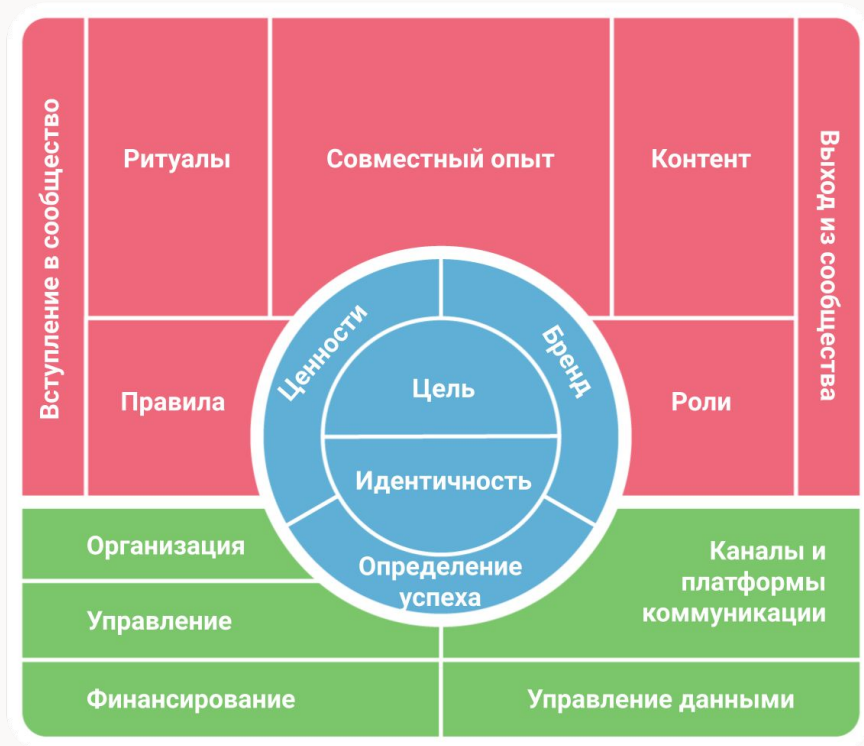 Вступление в сообщество
Ритуалы
Совместный опыт
Контент
Выход из сообщества
Правила
Ценности
Бренд
Цель
Роли
Идентичность
Определение
успеха
Организация
Управление
Финансирование
Каналы и
платформы
коммуникации
Управление данными